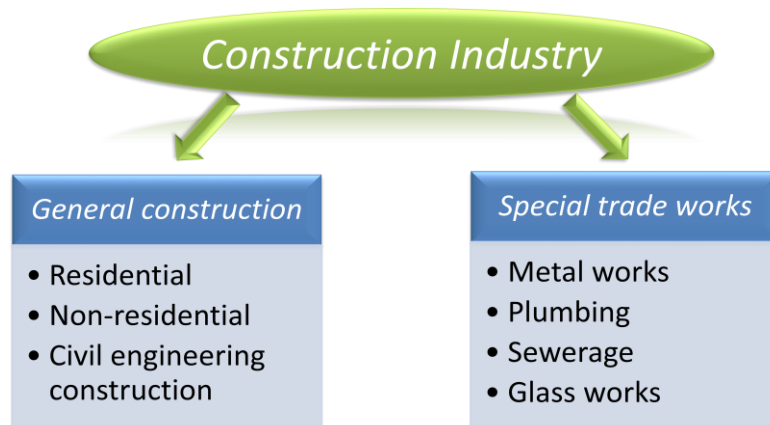 Construction Industry
General construction
• Residential
• Non-residential
• Civil engineering
construction
Special trade works
• Metal works
• Plumbing
• Sewerage
• Glass works